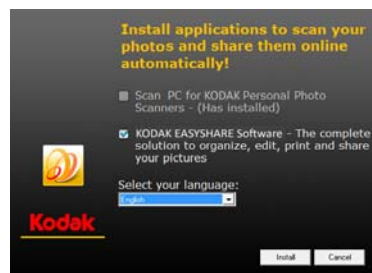 Install applications to scan your
photos and share them online
automatically!
Scan PC for KODAK Personal Photo
Scanners - (Has installed)
KODAK EASYSHARE Software - The complete
solution to organize, edit, print and share
your pictures
Select your language:
English
Kodak
Install
Cancel